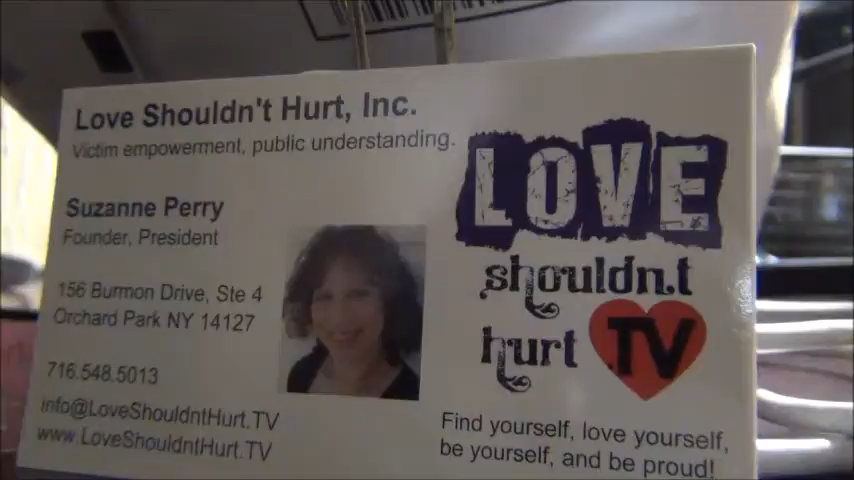 Love Shouldn't Hurt, Inc.
Victim empowerment, public understanding.
Suzanne Perry
Founder, President
156 Burmon Drive, Ste 4
Orchard Park NY 14127
716.548.5013
info@LoveShouldntHurt.TV
www.LoveShouldntHurt.TV
LOVE
shouldn.t
hurt .TV
Find yourself, love yourself,
be yourself, and be proud!